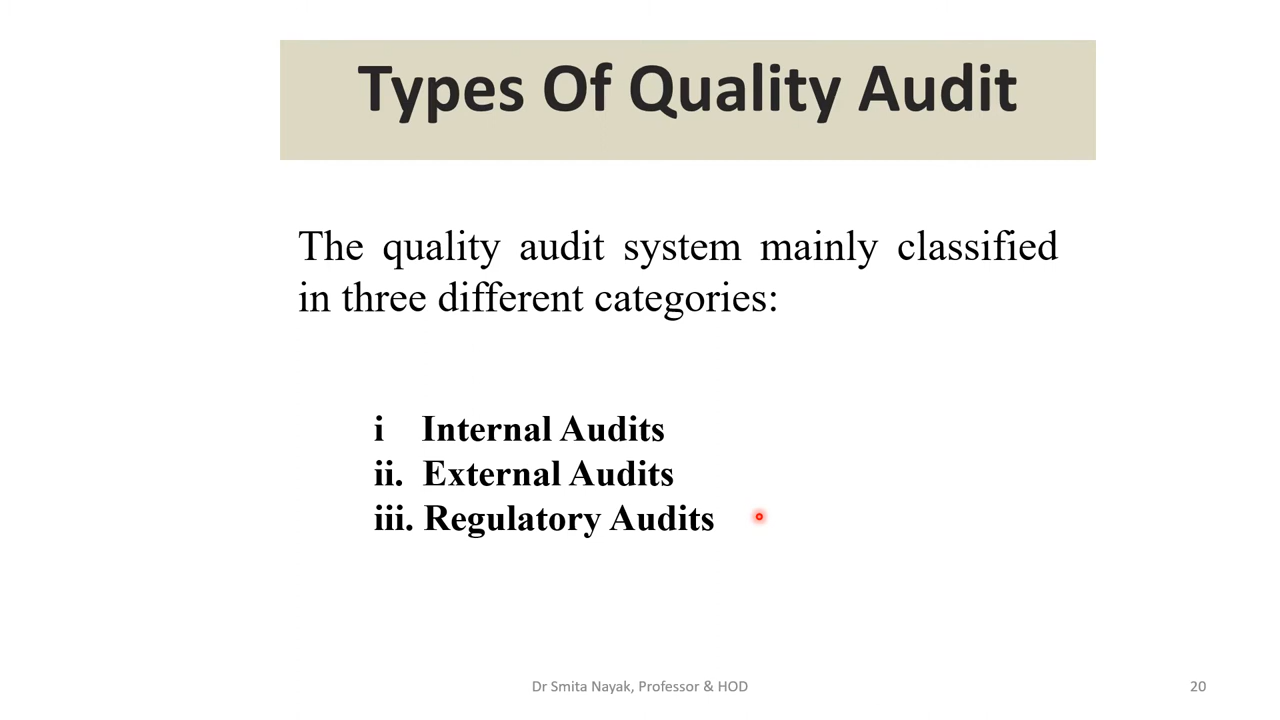 Types Of Quality Audit
The quality audit system mainly classified
in three different categories:
i Internal Audits
ii. External Audits
iii. Regulatory Audits
Dr Smita Nayak, Professor & HOD
20